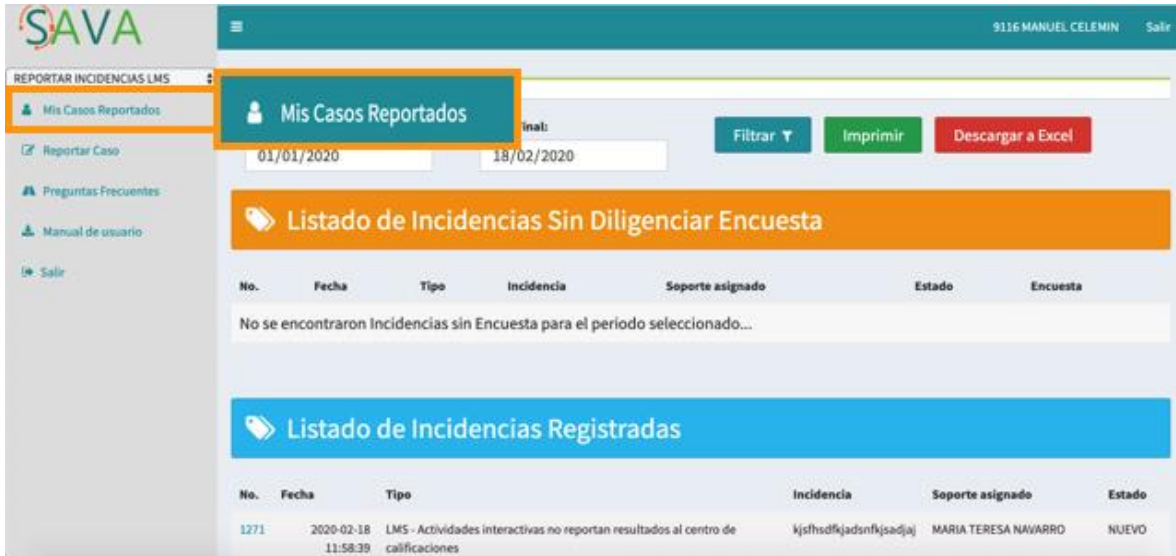 SAVA
9116 MANUEL CELEMIN Salir
REPORTAR INCIDENCIAS LMS
Mis Casos Reportados
Reportar Caso
Preguntas Frecuentes
Manual de usuario
Salir
Mis Casos Reportados
inal:
01/01/2020
18/02/2020
Filtrar
Imprimir
Descargar a Excel
Listado de Incidencias Sin Diligenciar Encuesta
No. Fecha Tipo Incidencia Soporte asignado Estado Encuesta
No se encontraron Incidencias sin Encuesta para el periodo seleccionado...
Listado de Incidencias Registradas
No. Fecha Tipo Incidencia Soporte asignado Estado
1271 2020-02-18 LMS - Actividades interactivas no reportan resultados al centro de kjsfhsdfkjadsnfkjsadjaj MARIA TERESA NAVARRO NUEVO
11:58:39 calificaciones